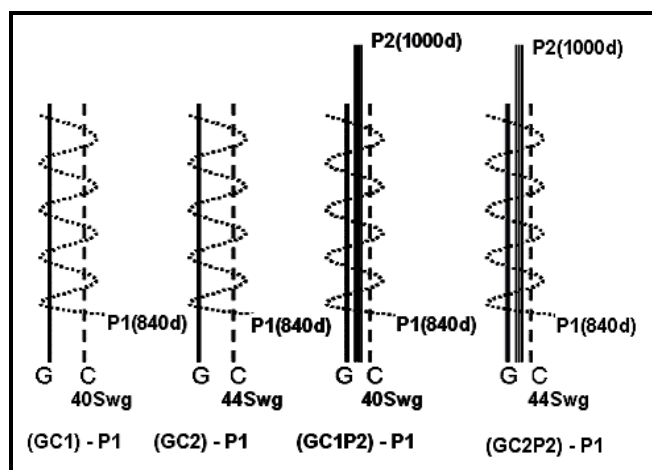 P2(1000d) P2(1000d)
P1(840d) P1(840d) P1(840d) P1(840d)
G C G C G C G C
40Swg 44Swg 40Swg 44Swg
(GC1) - P1 (GC2) - P1 (GC1P2) - P1 (GC2P2) - P1